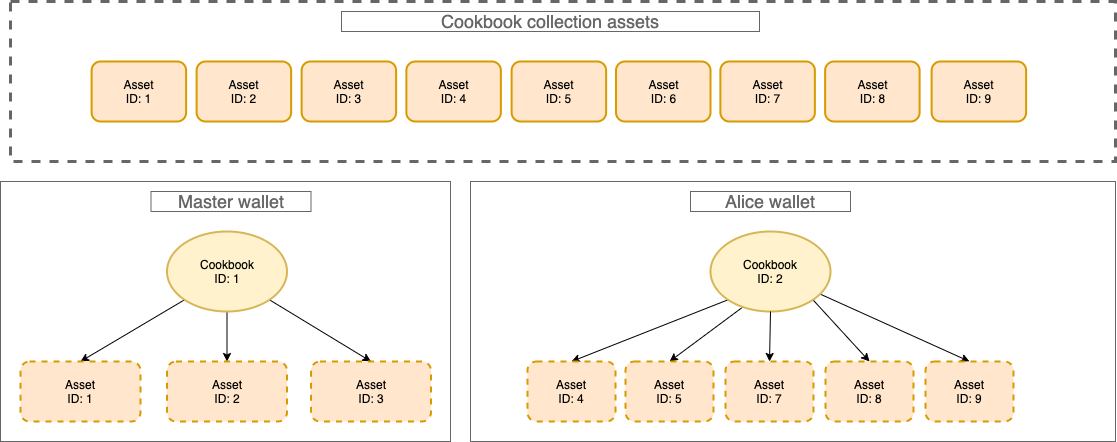 Cookbook collection assets
Asset
ID: 1
Asset
ID: 2
Asset
ID: 3
Asset
ID: 4
Asset
ID: 5
Asset
ID: 6
Asset
ID: 7
Asset
ID: 8
Asset
ID: 9
Master wallet
Cookbook
ID: 1
Asset
ID: 1
Asset
ID: 2
Asset
ID: 3
Alice wallet
Cookbook
ID: 2
Asset
ID: 4
Asset
ID: 5
Asset
ID: 7
Asset
ID: 8
Asset
ID: 9